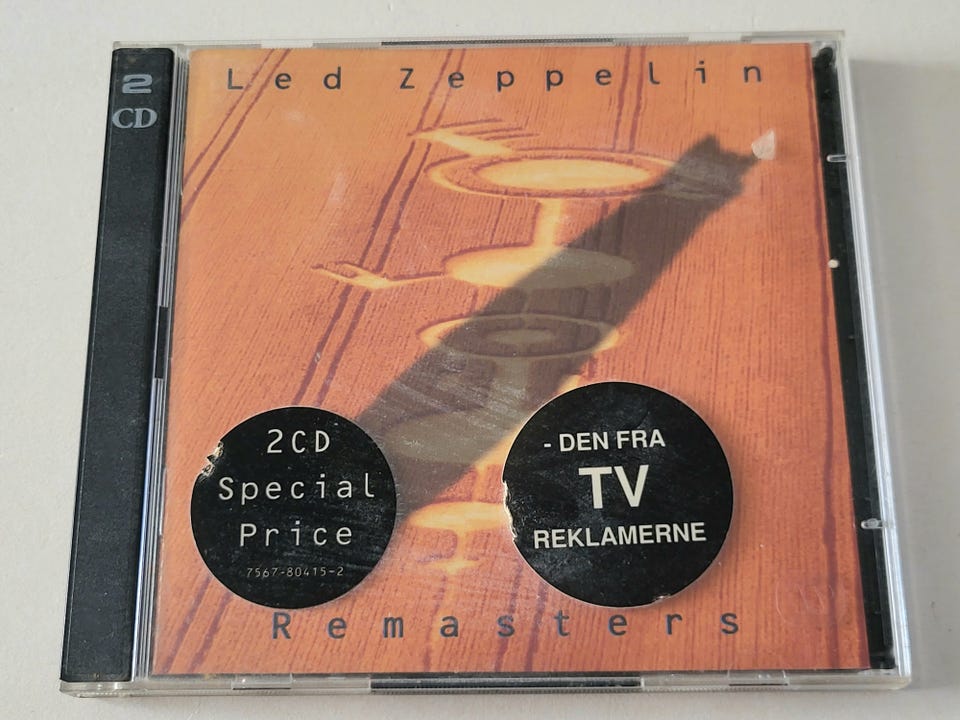 2
CD
Led Zeppelin
2CD
Special
Price
7567-80415-2
- DEN FRA
TV
REKLAMERNE
Remasters